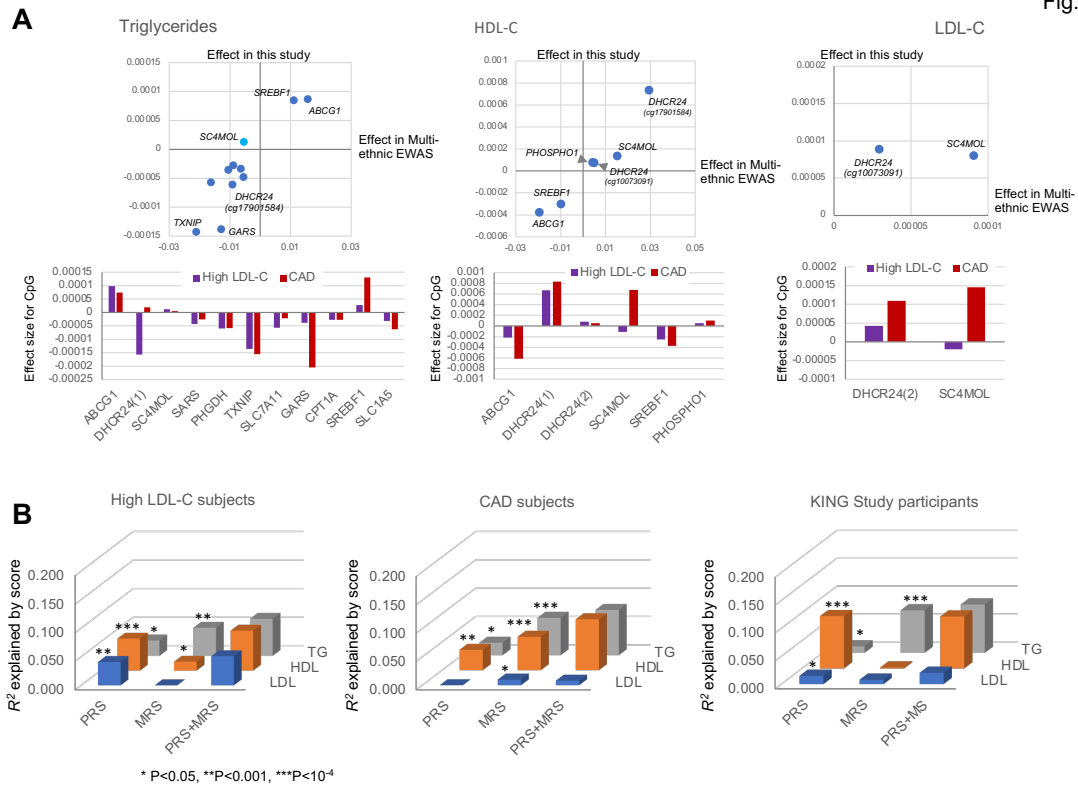 Fig.
A
Triglycerides
Effect in this study
0.00015
0.0001
0.00005
0
-0.00005
-0.0001
-0.00015
-0.03
-0.01
0.01
0.03
SREBF1
ABCG1
SC4MOL
DHCR24
(cg17901584)
TXNIP
GARS
Effect in Multi-
ethnic EWAS
HDL-C
Effect in this study
0.001
0.0008
0.0006
0.0004
0.0002
0
-0.0002
-0.0004
-0.0006
-0.03
-0.01
0.01
0.03
0.05
DHCR24
(cg17901584)
SC4MOL
PHOSPHO1
DHCR24
(cg10073091)
SREBF1
ABCG1
Effect in Multi-
ethnic EWAS
LDL-C
Effect in this study
0.0002
0.00015
0.0001
0.00005
0
0
0.00005
0.0001
SC4MOL
DHCR24
(cg10073091)
Effect in Multi-
ethnic EWAS
Effect size for CpG
High LDL-C CAD
0.00015
0.0001
0.00005
0
-0.00005
-0.0001
-0.00015
-0.0002
-0.00025
ABCG1
DHCR24(1)
SC4MOL
SARS
PHGDH
TXNIP
SLC7A11
GARS
CPT1A
SREBF1
SLC1A5
Effect size for CpG
High LDL-C CAD
0.001
0.0008
0.0006
0.0004
0.0002
0
-0.0002
-0.0004
-0.0006
-0.0008
-0.001
ABCG1
DHCR24(1)
DHCR24(2)
SC4MOL
SREBF1
PHOSPHO1
Effect size for CpG
High LDL-C CAD
0.0002
0.00015
0.0001
0.00005
0
-0.00005
-0.0001
DHCR24(2) SC4MOL
B
High LDL-C subjects
R² explained by score
0.200
0.150
0.100
0.050
0.000
** *** * * **
TG
HDL
LDL
PRS
MRS
PRS+MRS
CAD subjects
R² explained by score
0.200
0.150
0.100
0.050
0.000
** * * *** ***
TG
HDL
LDL
PRS
MRS
PRS+MRS
KING Study participants
R² explained by score
0.200
0.150
0.100
0.050
0.000
* *** * ***
TG
HDL
LDL
PRS
MRS
PRS+MS
* P<0.05, **P<0.001, ***P<10⁻⁴